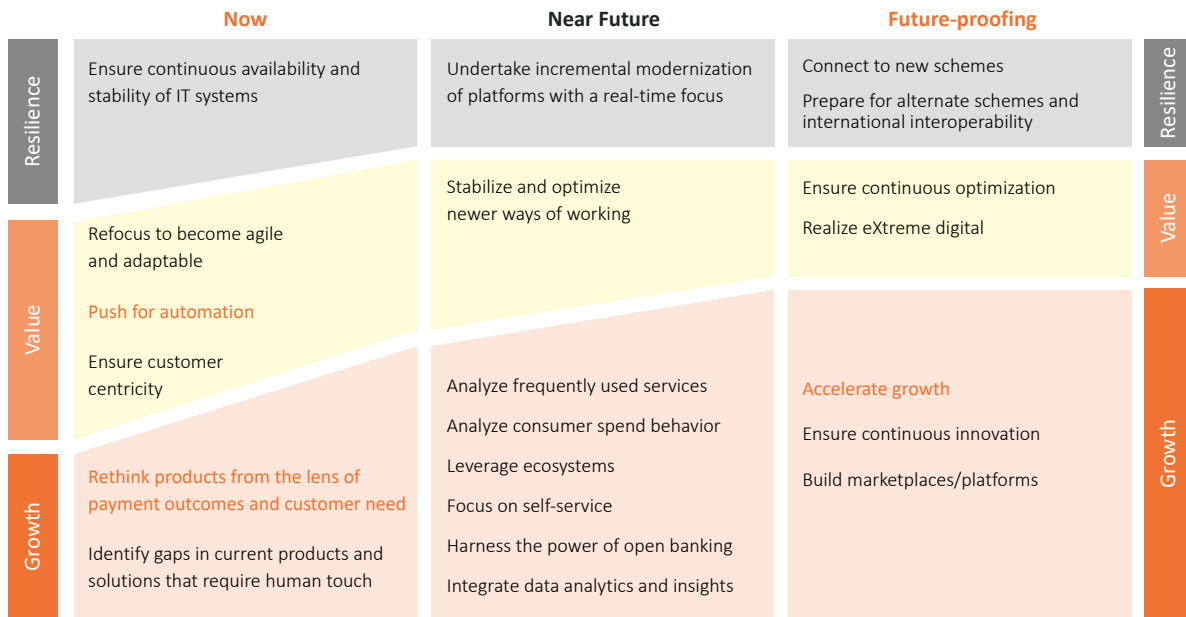 Now
Near Future
Future-proofing
Resilience
Ensure continuous availability and
stability of IT systems
Undertake incremental modernization
of platforms with a real-time focus
Connect to new schemes
Prepare for alternate schemes and
international interoperability
Resilience
Value
Refocus to become agile
and adaptable
Push for automation
Ensure customer
centricity
Stabilize and optimize
newer ways of working
Ensure continuous optimization
Realize eXtreme digital
Value
Growth
Rethink products from the lens of
payment outcomes and customer need
Identify gaps in current products and
solutions that require human touch
Analyze frequently used services
Analyze consumer spend behavior
Leverage ecosystems
Focus on self-service
Harness the power of open banking
Integrate data analytics and insights
Accelerate growth
Ensure continuous innovation
Build marketplaces/platforms
Growth